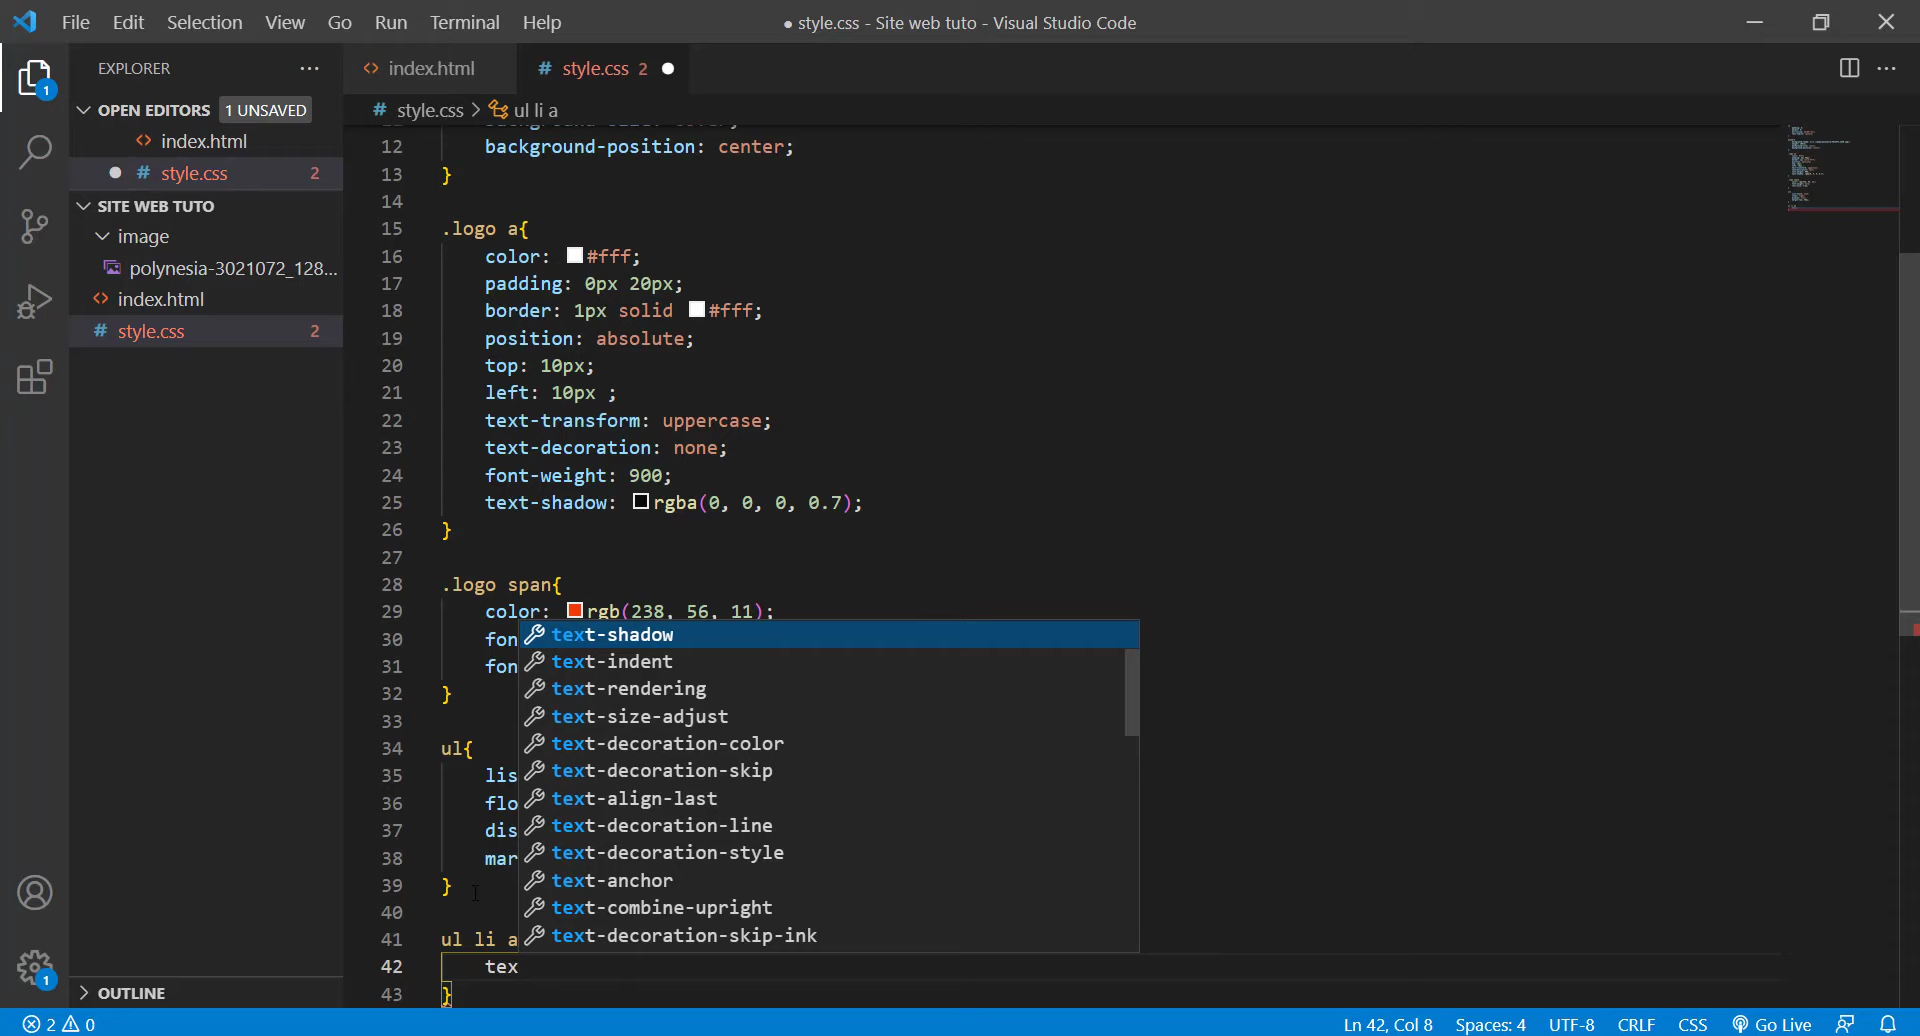 File Edit Selection View Go Run Terminal Help
● style.css - Site web tuto - Visual Studio Code
EXPLORER
index.html
style.css 2
OPEN EDITORS 1 UNSAVED
index.html
style.css 2
SITE WEB TUTO
image
polynesia-3021072_128...
index.html
style.css 2
OUTLINE
style.css > ul li a
12 background-position: center;
13 }
14
15 .logo a{
16 color: #fff;
17 padding: 0px 20px;
18 border: 1px solid #fff;
19 position: absolute;
20 top: 10px;
21 left: 10px ;
22 text-transform: uppercase;
23 text-decoration: none;
24 font-weight: 900;
25 text-shadow: rgba(0, 0, 0, 0.7);
26 }
27
28 .logo span{
29 color: rgb(238, 56, 11);
30 fon
31 fon
32 }
33
34 ul{
35 lis
36 flo
37 dis
38 mar
39 }
40
41 ul li a
42 tex
43 }
text-shadow
text-indent
text-rendering
text-size-adjust
text-decoration-color
text-decoration-skip
text-align-last
text-decoration-line
text-decoration-style
text-anchor
text-combine-upright
text-decoration-skip-ink
1
1
2 0
Ln 42, Col 8 Spaces: 4 UTF-8 CRLF CSS Go Live